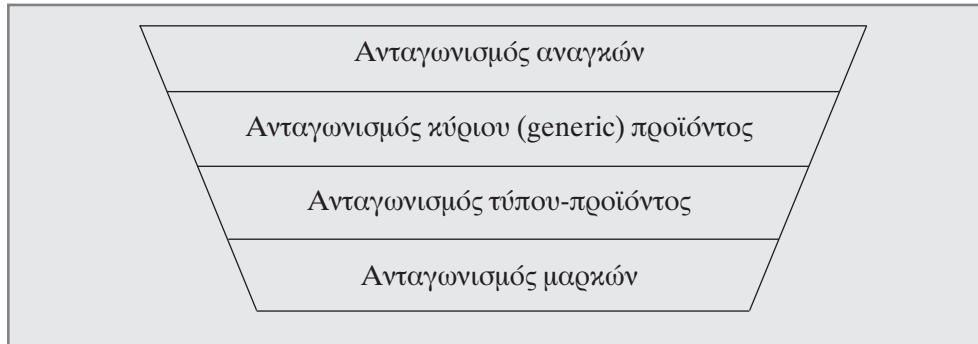 Ανταγωνισμός αναγκών
Ανταγωνισμός κύριου (generic) προϊόντος
Ανταγωνισμός τύπου-προϊόντος
Ανταγωνισμός μαρκών